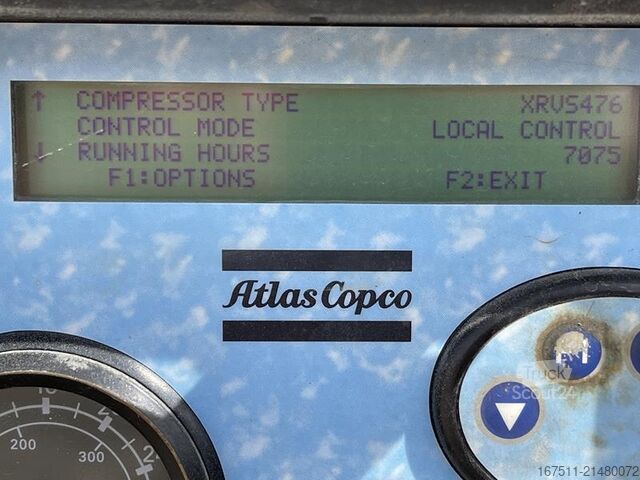 ↑ COMPRESSOR TYPE XRVS476
CONTROL MODE LOCAL CONTROL
↓ RUNNING HOURS 7075
F1:OPTIONS F2:EXIT
Atlas Copco
Truck
Scout24
200
300
167511-21480072